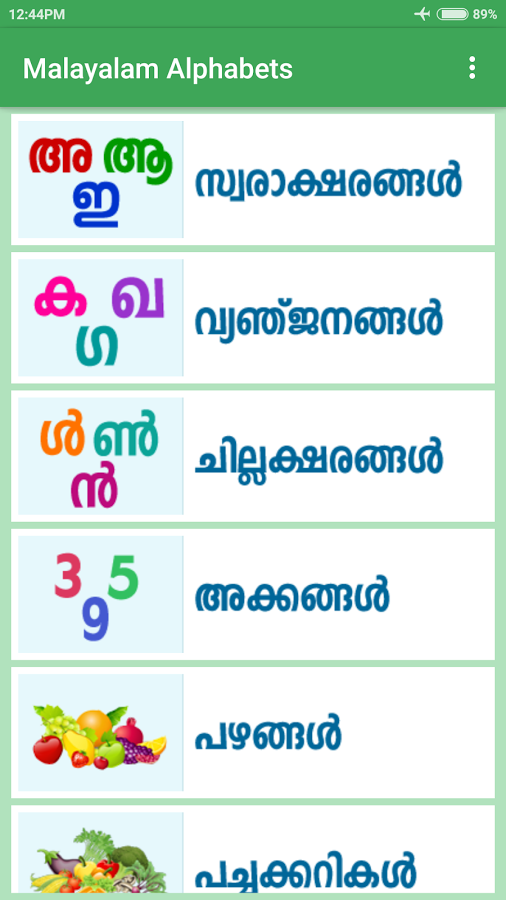 12:44PM 89%
Malayalam Alphabets
അ ആ
ഇ
സ്വരാക്ഷരങ്ങൾ
ക ഖ
ഗ
വ്യഞ്ജനങ്ങൾ
ൾ ൺ
ൻ
ചില്ലക്ഷരങ്ങൾ
3 5
9
അക്കങ്ങൾ
പഴങ്ങൾ
പച്ചക്കറികൾ